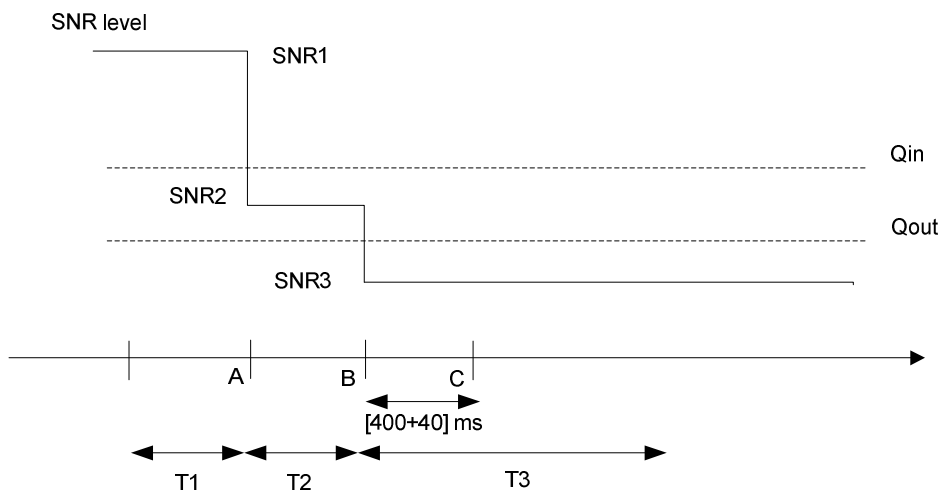 SNR level
SNR1
Qin
SNR2
Qout
SNR3
A
B
C
[400+40] ms
T1
T2
T3